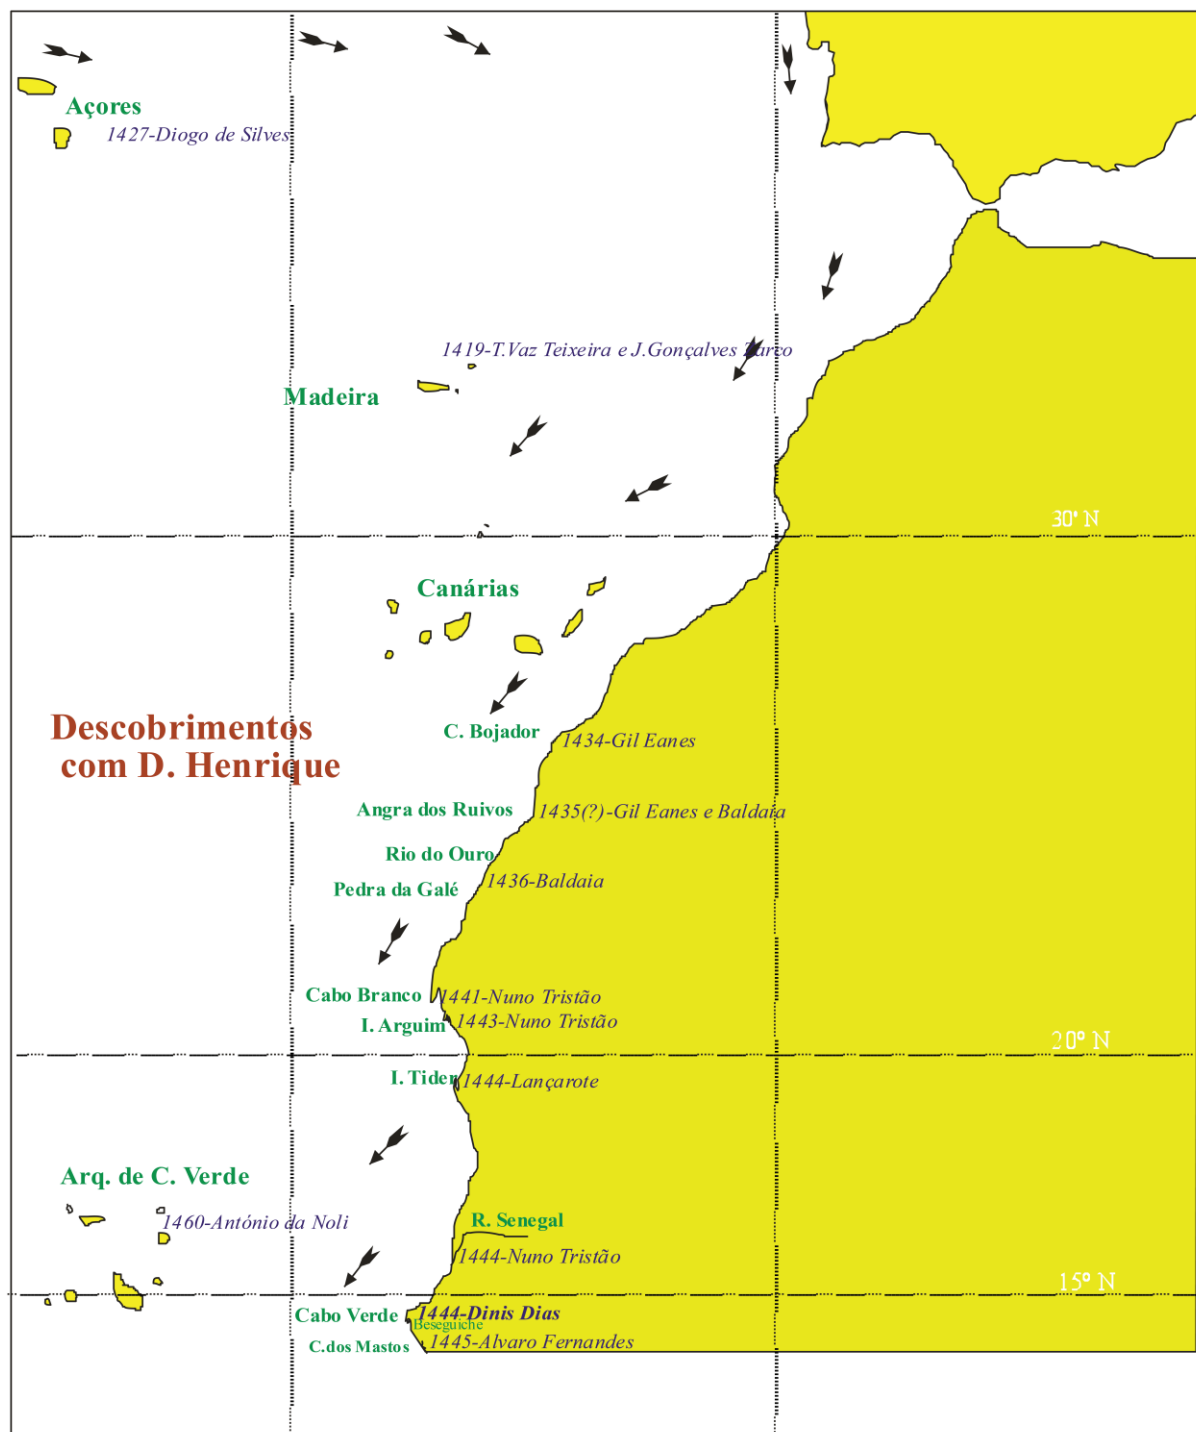 Açores
1427-Diogo de Silves
1419-T.Vaz Teixeira e J.Gonçalves Zarco
Madeira
30° N
Canárias
Descobrimentos
com D. Henrique
C. Bojador
1434-Gil Eanes
Angra dos Ruivos
1435(?)-Gil Eanes e Baldaia
Rio do Ouro
1436-Baldaia
Pedra da Galé
Cabo Branco
1441-Nuno Tristão
I. Arguim
1443-Nuno Tristão
20º N
I. Tider
1444-Lançarote
Arq. de C. Verde
1460-António da Noli
R. Senegal
1444-Nuno Tristão
15º N
Cabo Verde
1444-Dinis Dias
Beseguiche
C.dos Mastos
1445-Alvaro Fernandes